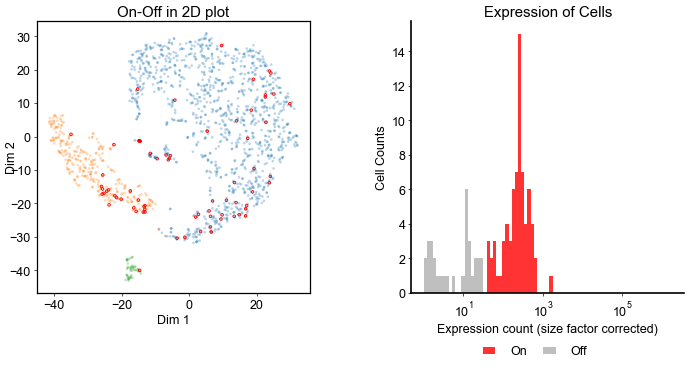 On-Off in 2D plot
30
20
10
0
−10
−20
−30
−40
Dim 2
−40 −20 0 20
Dim 1
Expression of Cells
14
12
10
8
6
4
2
0
Cell Counts
10^1 10^3 10^5
Expression count (size factor corrected)
On Off